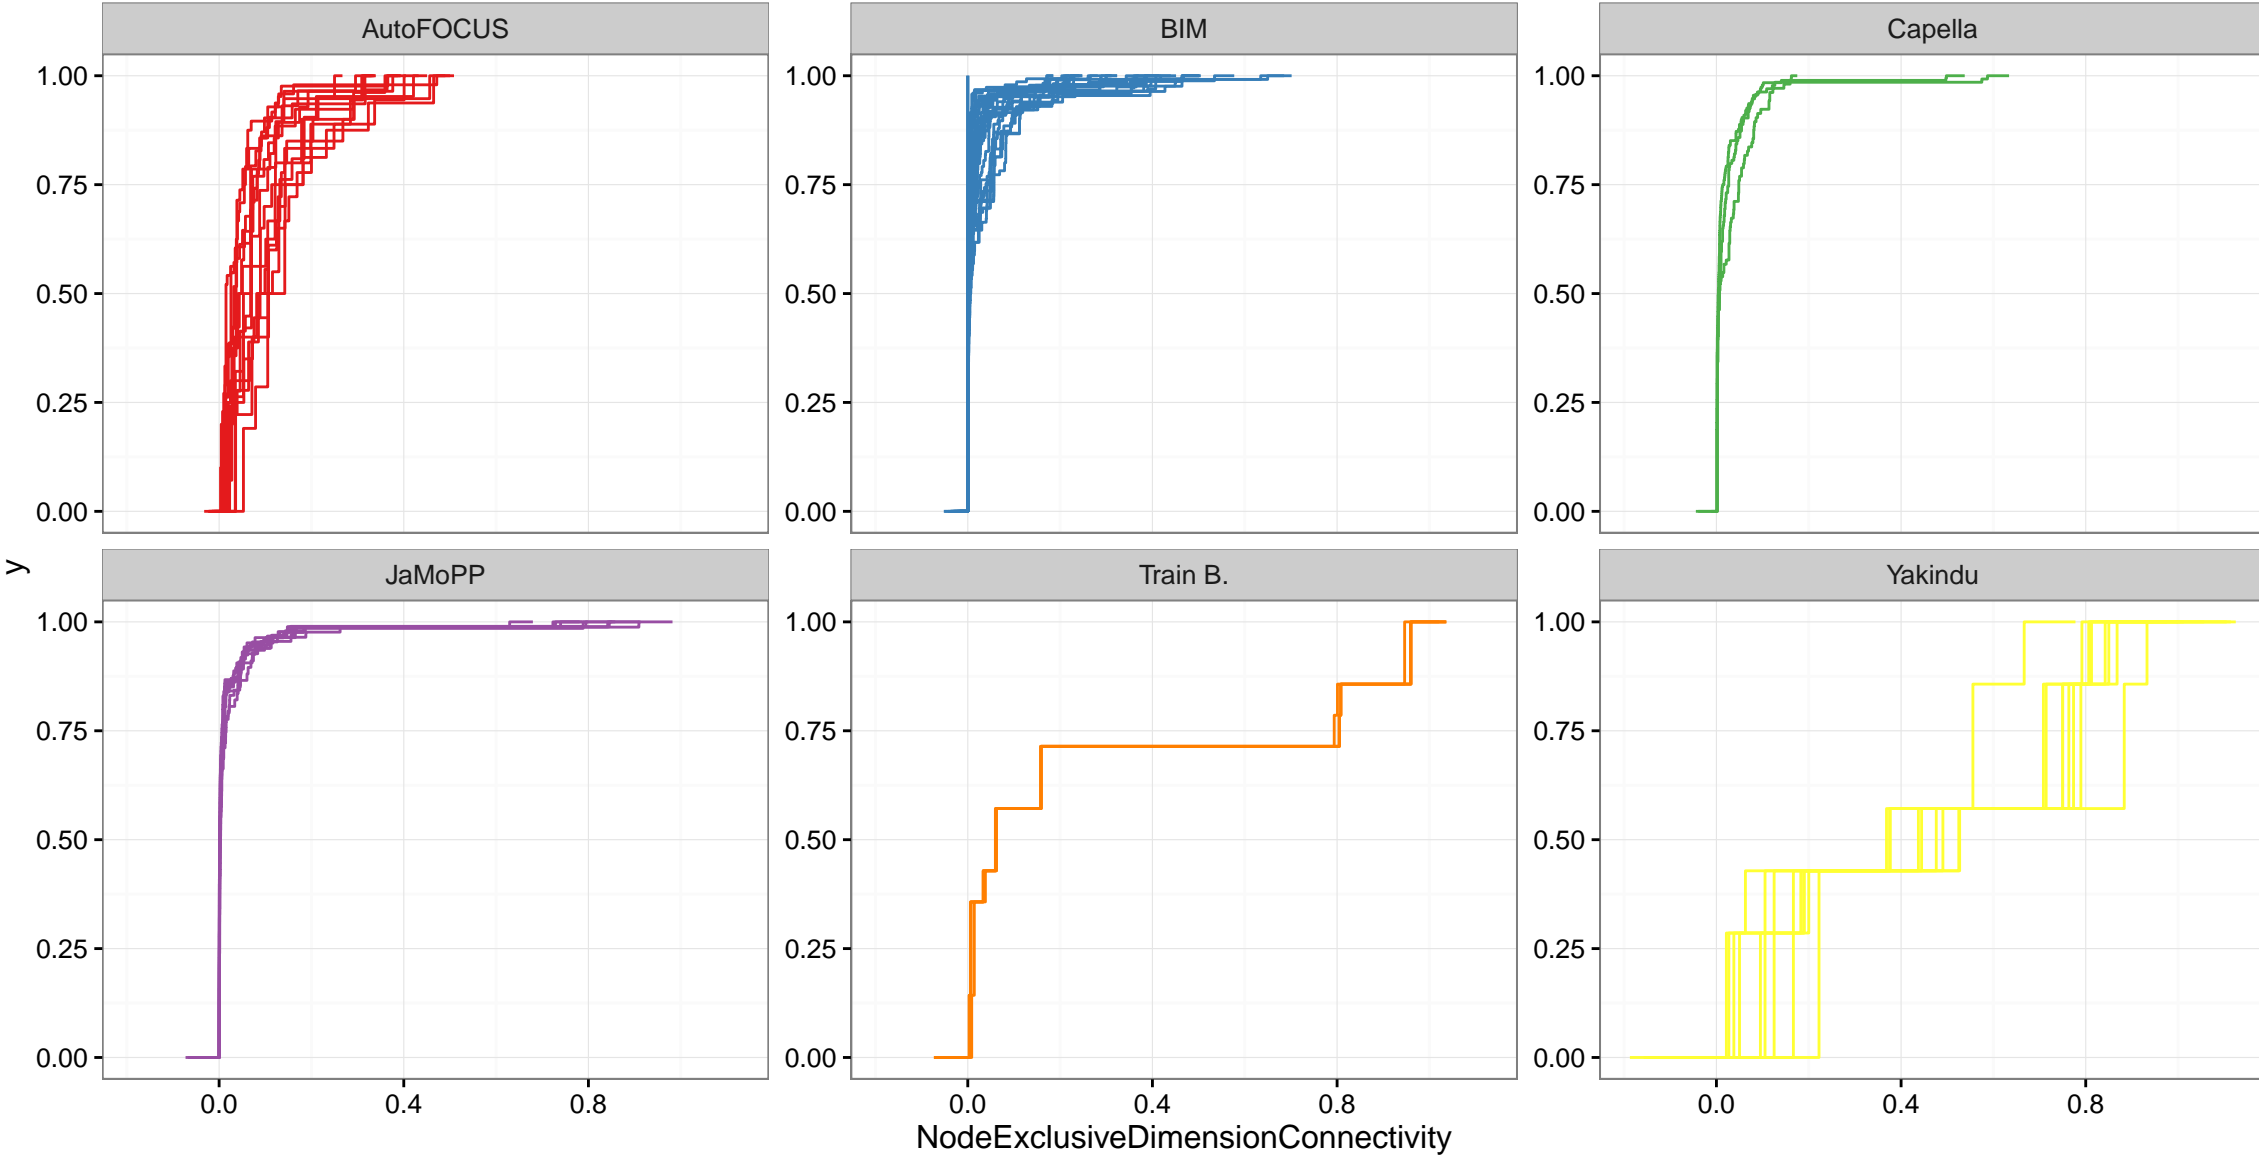 AutoFOCUS BIM Capella
1.00 1.00 1.00
0.75 0.75 0.75
0.50 0.50 0.50
0.25 0.25 0.25
0.00 0.00 0.00
y
JaMoPP Train B. Yakindu
1.00 1.00 1.00
0.75 0.75 0.75
0.50 0.50 0.50
0.25 0.25 0.25
0.00 0.00 0.00
0.0 0.4 0.8 0.0 0.4 0.8 0.0 0.4 0.8
NodeExclusiveDimensionConnectivity